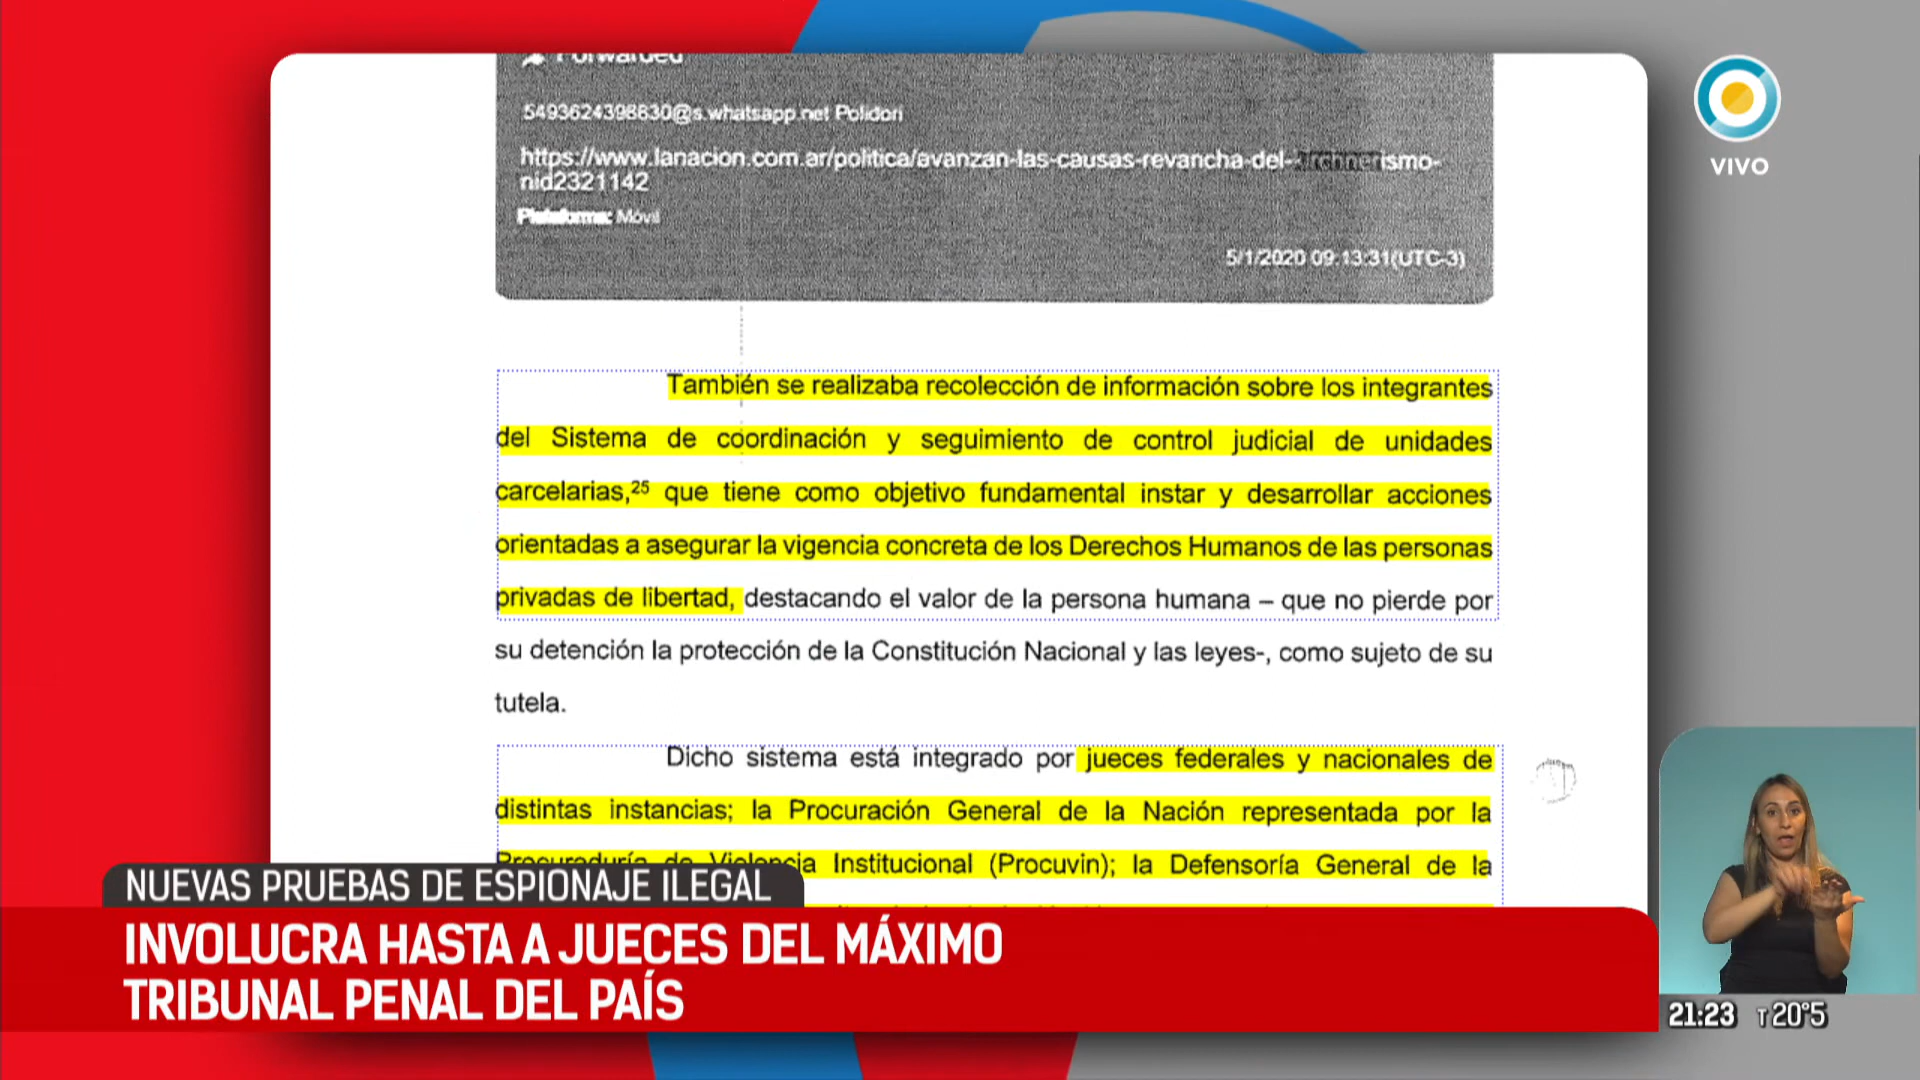 Forwarded
5493624398830@s.whatsapp.net Polidori
https://www.lanacion.com.ar/politica/avanzan-las-causas-revancha-del-kirchnerismo-
nid2321142
Plataforma: Móvil
5/1/2020 09:13:31(UTC-3)
También se realizaba recolección de información sobre los integrantes
del Sistema de coordinación y seguimiento de control judicial de unidades
carcelarias,²⁵ que tiene como objetivo fundamental instar y desarrollar acciones
orientadas a asegurar la vigencia concreta de los Derechos Humanos de las personas
privadas de libertad, destacando el valor de la persona humana – que no pierde por
su detención la protección de la Constitución Nacional y las leyes-, como sujeto de su
tutela.
Dicho sistema está integrado por jueces federales y nacionales de
distintas instancias; la Procuración General de la Nación representada por la
Procuraduría de Violencia Institucional (Procuvin); la Defensoría General de la
VIVO
NUEVAS PRUEBAS DE ESPIONAJE ILEGAL
INVOLUCRA HASTA A JUECES DEL MÁXIMO
TRIBUNAL PENAL DEL PAÍS
21:23 T 20°5